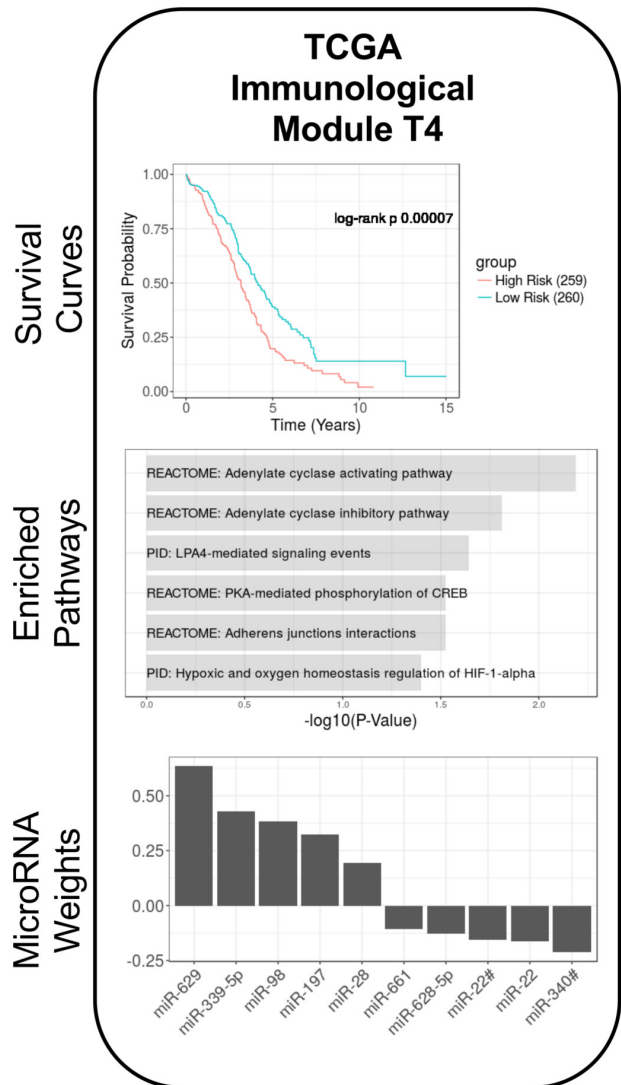 TCGA
Immunological
Module T4
Survival
Curves
1.00
0.75
0.50
0.25
0.00
Survival Probability
log-rank p 0.00007
group
High Risk (259)
Low Risk (260)
0 5 10 15
Time (Years)
Enriched
Pathways
REACTOME: Adenylate cyclase activating pathway
REACTOME: Adenylate cyclase inhibitory pathway
PID: LPA4-mediated signaling events
REACTOME: PKA-mediated phosphorylation of CREB
REACTOME: Adherens junctions interactions
PID: Hypoxic and oxygen homeostasis regulation of HIF-1-alpha
0.0 0.5 1.0 1.5 2.0
-log10(P-Value)
MicroRNA
Weights
0.50
0.25
0.00
-0.25
miR-629
miR-339-5p
miR-98
miR-197
miR-28
miR-661
miR-628-5p
miR-22#
miR-22
miR-340#